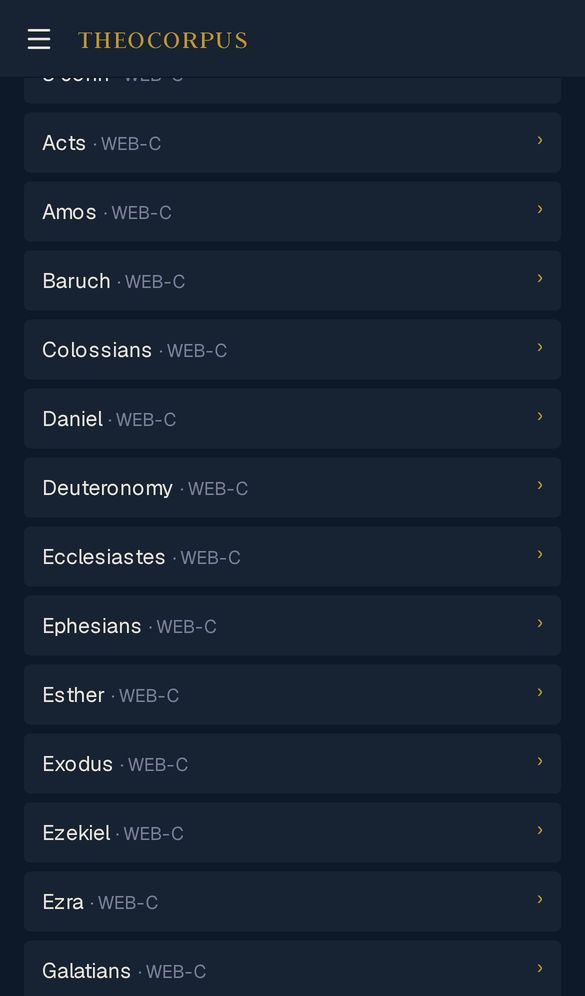 THEOCORPUS
Acts · WEB-C
Amos · WEB-C
Baruch · WEB-C
Colossians · WEB-C
Daniel · WEB-C
Deuteronomy · WEB-C
Ecclesiastes · WEB-C
Ephesians · WEB-C
Esther · WEB-C
Exodus · WEB-C
Ezekiel · WEB-C
Ezra · WEB-C
Galatians · WEB-C